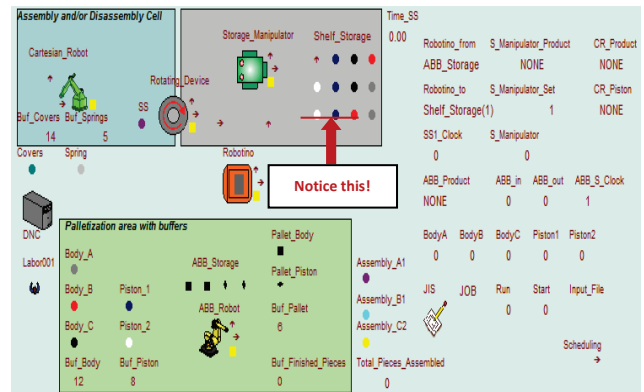 Assembly and/or Disassembly Cell
Cartesian_Robot
Buf_Covers Buf_Springs
14 5
SS
Rotating_Device
Storage_Manipulator
Shelf_Storage
Time_SS
0.00
Robotino_from S_Manipulator_Product CR_Product
ABB_Storage NONE NONE
Robotino_to S_Manipulator_Set CR_Piston
Shelf_Storage(1) 1 NONE
SS1_Clock S_Manipulator
0 0
ABB_Product ABB_in ABB_out ABB_S_Clock
NONE 0 0 1
BodyA BodyB BodyC Piston1 Piston2
0 0 0 0 0
JIS JOB Run Start Input_File
0 0
Scheduling
Covers Spring
Robotino
Notice this!
DNC
Labor001
Palletization area with buffers
Body_A
Body_B Piston_1
Body_C Piston_2
Buf_Body Buf_Piston
12 8
ABB_Storage
ABB_Robot
Pallet_Body
Pallet_Piston
Buf_Pallet
6
Buf_Finished_Pieces
0
Assembly_A1
Assembly_B1
Assembly_C2
Total_Pieces_Assembled
0